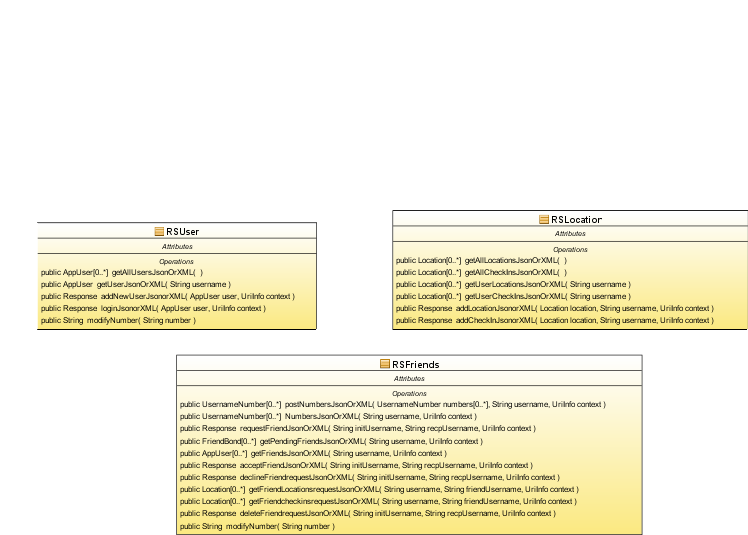 RSUser
Attributes
Operations
public AppUser[0..*] getAllUsersJsonOrXML( )
public AppUser getUserJsonOrXML( String username )
public Response addNewUserJsonorXML( AppUser user, UriInfo context )
public Response loginJsonorXML( AppUser user, UriInfo context )
public String modifyNumber( String number )
RSLocation
Attributes
Operations
public Location[0..*] getAllLocationsJsonOrXML( )
public Location[0..*] getAllCheckInsJsonOrXML( )
public Location[0..*] getUserLocationsJsonOrXML( String username )
public Location[0..*] getUserCheckInsJsonOrXML( String username )
public Response addLocationJsonorXML( Location location, String username, UriInfo context )
public Response addCheckInJsonorXML( Location location, String username, UriInfo context )
RSFriends
Attributes
Operations
public UsernameNumber[0..*] postNumbersJsonOrXML( UsernameNumber numbers[0..*], String username, UriInfo context )
public UsernameNumber[0..*] NumbersJsonOrXML( String username, UriInfo context )
public Response requestFriendJsonOrXML( String initUsername, String recpUsername, UriInfo context )
public FriendBond[0..*] getPendingFriendsJsonOrXML( String username, UriInfo context )
public AppUser[0..*] getFriendsJsonOrXML( String username, UriInfo context )
public Response acceptFriendJsonOrXML( String initUsername, String recpUsername, UriInfo context )
public Response declineFriendrequestJsonOrXML( String initUsername, String recpUsername, UriInfo context )
public Location[0..*] getFriendLocationsrequestJsonOrXML( String username, String friendUsername, UriInfo context )
public Location[0..*] getFriendcheckinsrequestJsonOrXML( String username, String friendUsername, UriInfo context )
public Response deleteFriendrequestJsonOrXML( String initUsername, String recpUsername, UriInfo context )
public String modifyNumber( String number )